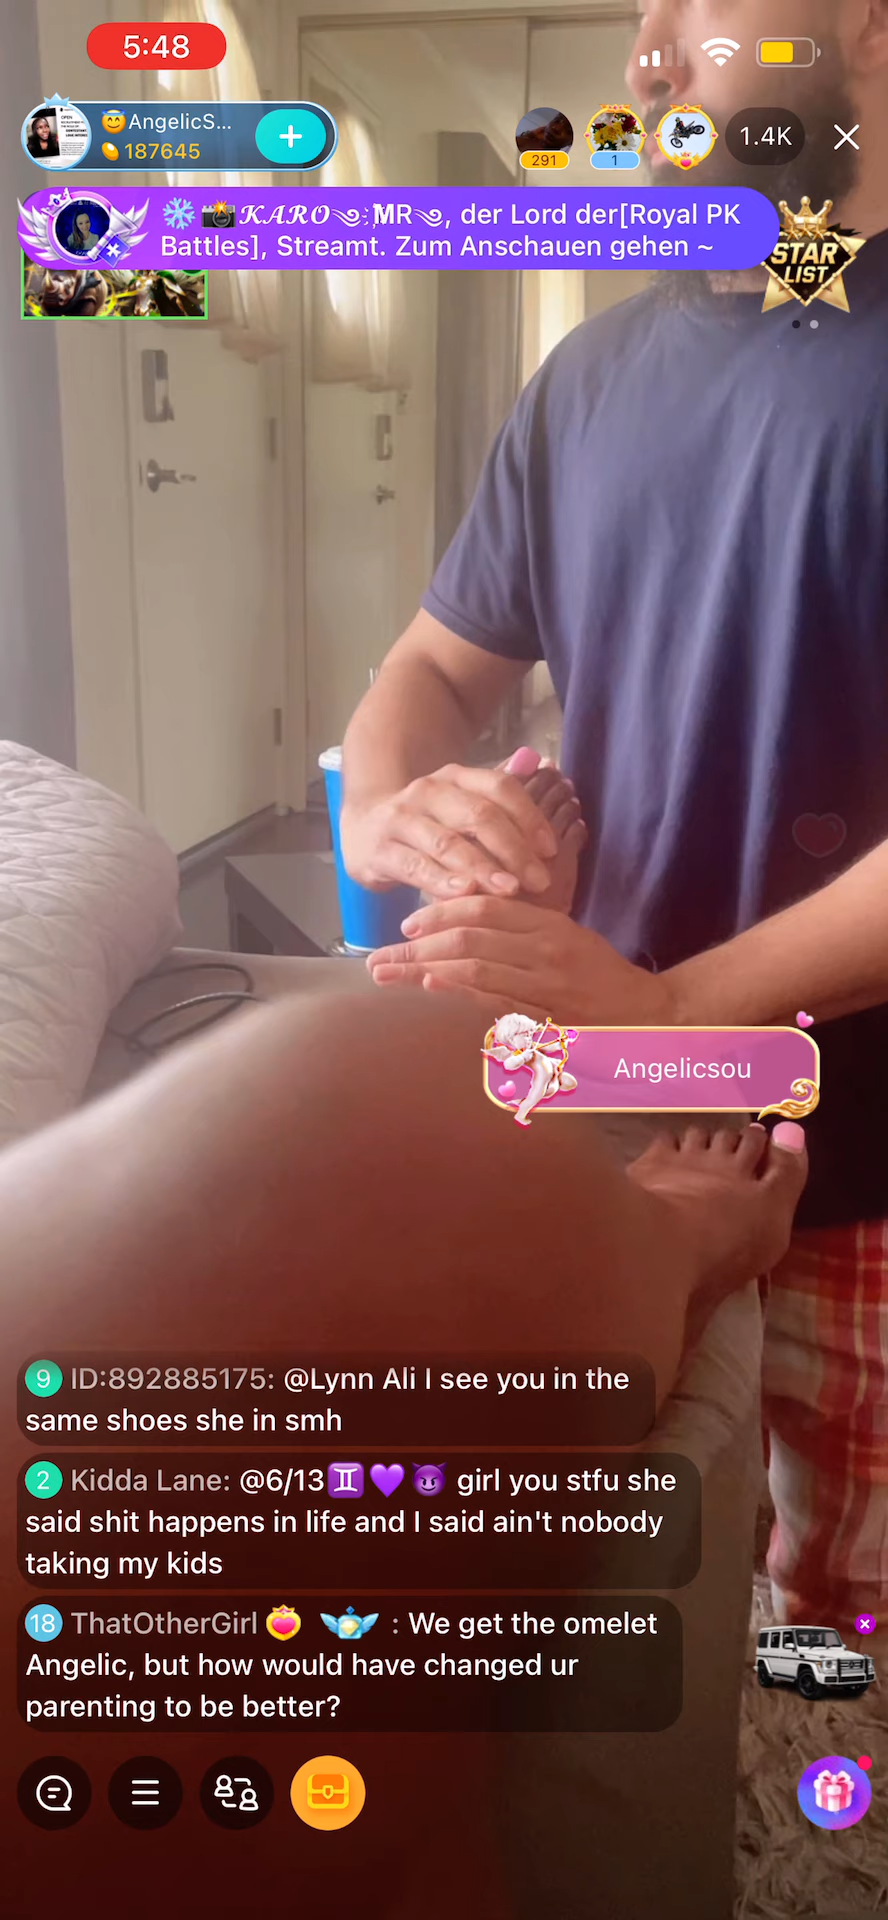 5:48
😇AngelicS...
187645
291
1
1.4K
❄️📸𝓚𝓐𝓡𝓞༄ MR༄, der Lord der[Royal PK
Battles], Streamt. Zum Anschauen gehen ~
STAR
LIST
Angelicsou
9 ID:892885175: @Lynn Ali I see you in the
same shoes she in smh
2 Kidda Lane: @6/13♊💜😈 girl you stfu she
said shit happens in life and I said ain't nobody
taking my kids
18 ThatOtherGirl : We get the omelet
Angelic, but how would have changed ur
parenting to be better?